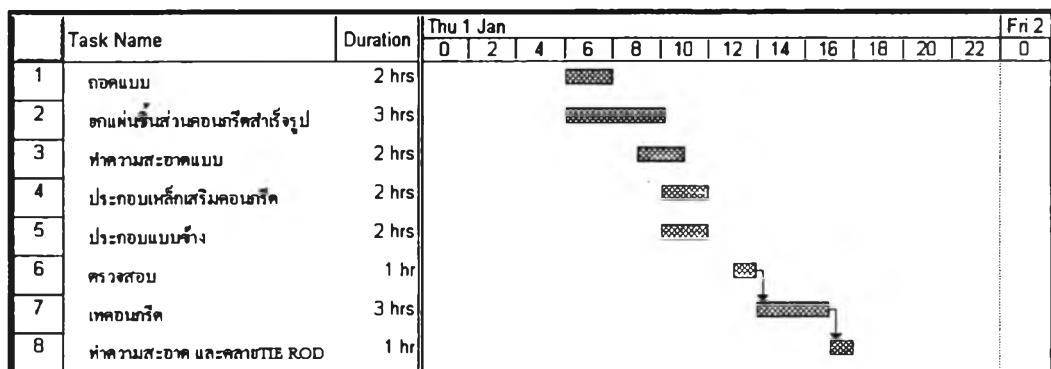 Task Name Duration Thu 1 Jan Fri 2
0 2 4 6 8 10 12 14 16 18 20 22 0
1 ถอดแบบ 2 hrs
2 ยกแผ่นชิ้นส่วนคอนกรีตสำเร็จรูป 3 hrs
3 ทำความสะอาดแบบ 2 hrs
4 ประกอบเหล็กเสริมคอนกรีต 2 hrs
5 ประกอบแบบข้าง 2 hrs
6 ตรวจสอบ 1 hr
7 เทคอนกรีต 3 hrs
8 ทำความสะอาด และคลายTIE ROD 1 hr